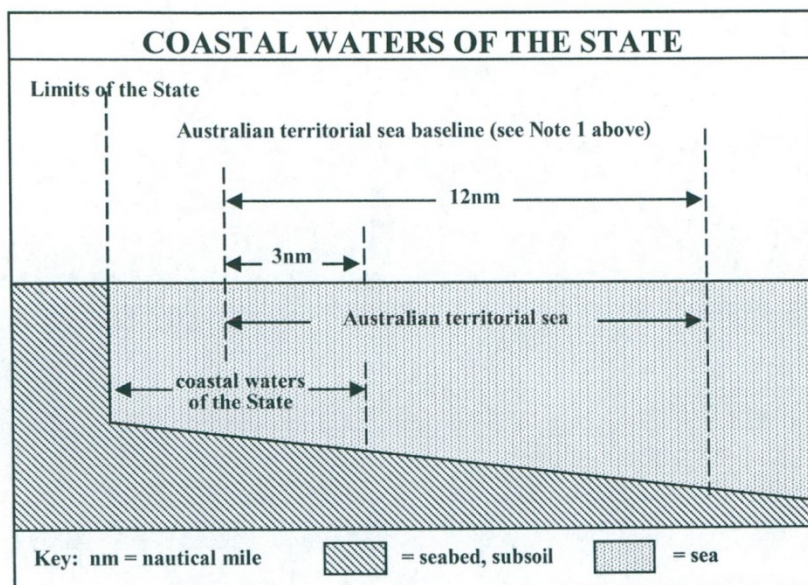 COASTAL WATERS OF THE STATE
Limits of the State
Australian territorial sea baseline (see Note 1 above)
12nm
3nm
Australian territorial sea
coastal waters
of the State
Key: nm = nautical mile
= seabed, subsoil
= sea